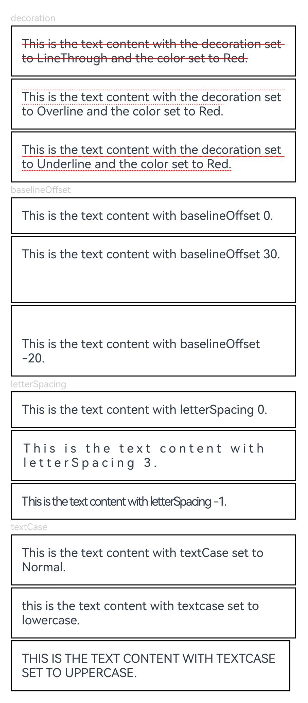 decoration
This is the text content with the decoration set
to LineThrough and the color set to Red.
This is the text content with the decoration set
to Overline and the color set to Red.
This is the text content with the decoration set
to Underline and the color set to Red.
baselineOffset
This is the text content with baselineOffset 0.
This is the text content with baselineOffset 30.
This is the text content with baselineOffset
-20.
letterSpacing
This is the text content with letterSpacing 0.
This is the text content with
letterSpacing 3.
This is the text content with letterSpacing -1.
textCase
This is the text content with textCase set to
Normal.
this is the text content with textcase set to
lowercase.
THIS IS THE TEXT CONTENT WITH TEXTCASE
SET TO UPPERCASE.